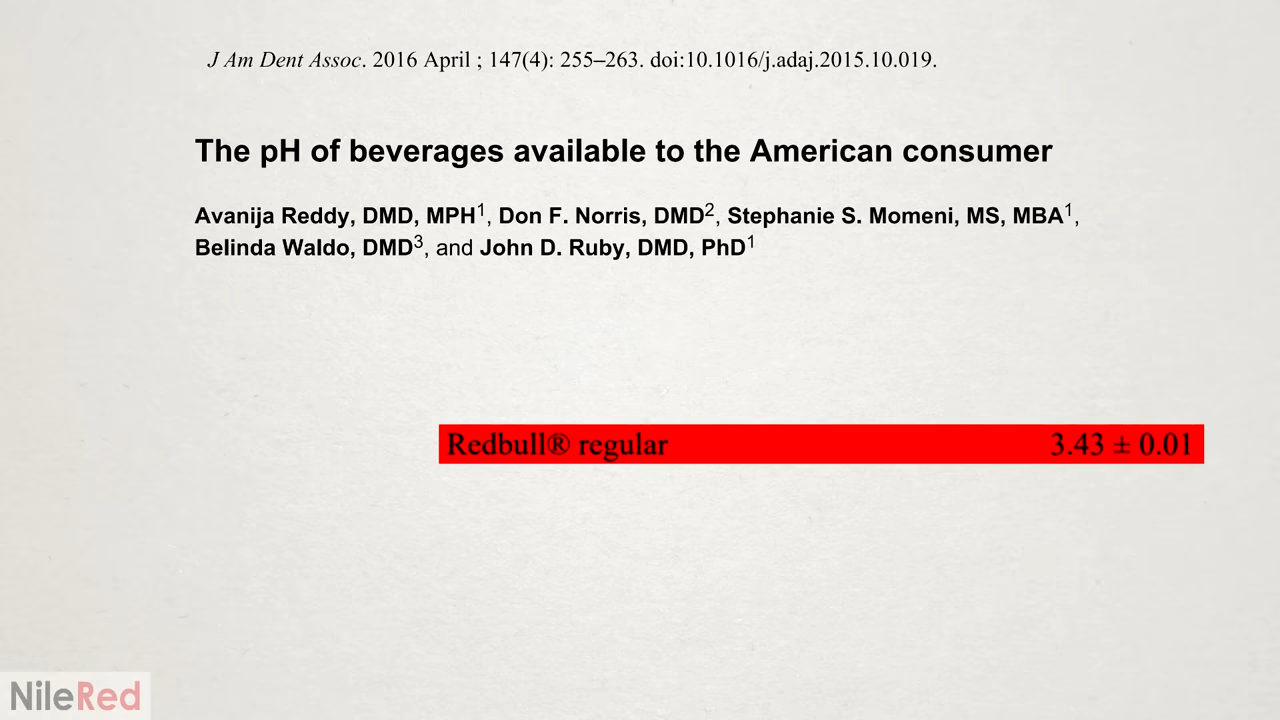 J Am Dent Assoc. 2016 April ; 147(4): 255–263. doi:10.1016/j.adaj.2015.10.019.
The pH of beverages available to the American consumer
Avanija Reddy, DMD, MPH1, Don F. Norris, DMD2, Stephanie S. Momeni, MS, MBA1,
Belinda Waldo, DMD3, and John D. Ruby, DMD, PhD1
Redbull® regular 3.43 ± 0.01
NileRed